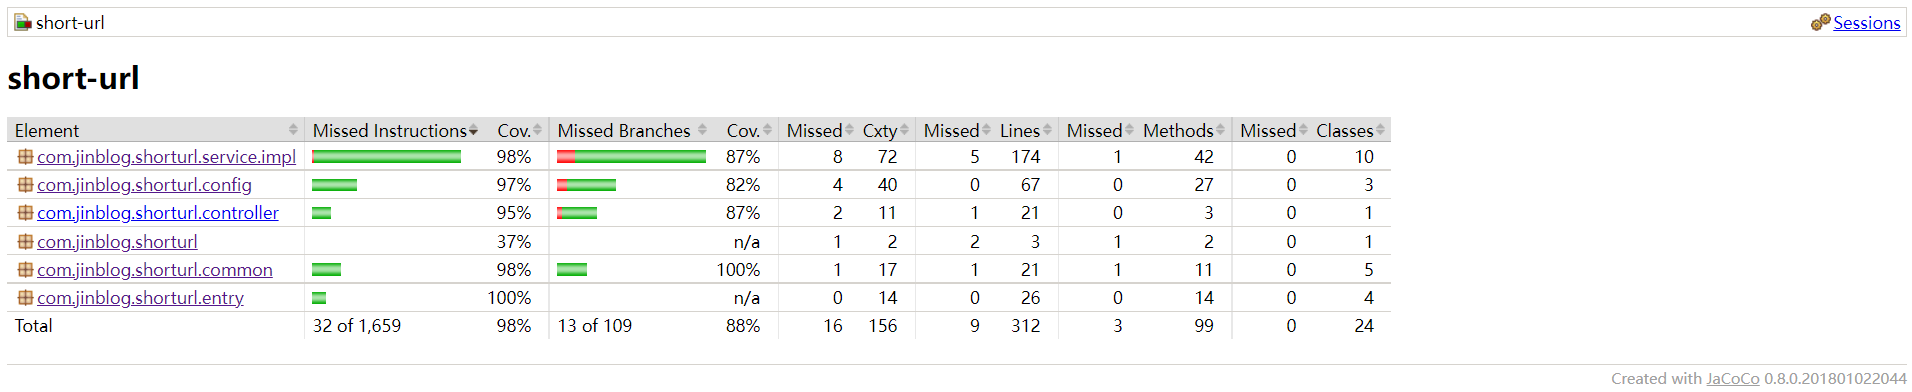 short-url Sessions
short-url
Element Missed Instructions Cov. Missed Branches Cov. Missed Cxty Missed Lines Missed Methods Missed Classes
com.jinblog.shorturl.service.impl 98% 87% 8 72 5 174 1 42 0 10
com.jinblog.shorturl.config 97% 82% 4 40 0 67 0 27 0 3
com.jinblog.shorturl.controller 95% 87% 2 11 1 21 0 3 0 1
com.jinblog.shorturl 37% n/a 1 2 2 3 1 2 0 1
com.jinblog.shorturl.common 98% 100% 1 17 1 21 1 11 0 5
com.jinblog.shorturl.entry 100% n/a 0 14 0 26 0 14 0 4
Total 32 of 1,659 98% 13 of 109 88% 16 156 9 312 3 99 0 24
Created with JaCoCo 0.8.0.201801022044